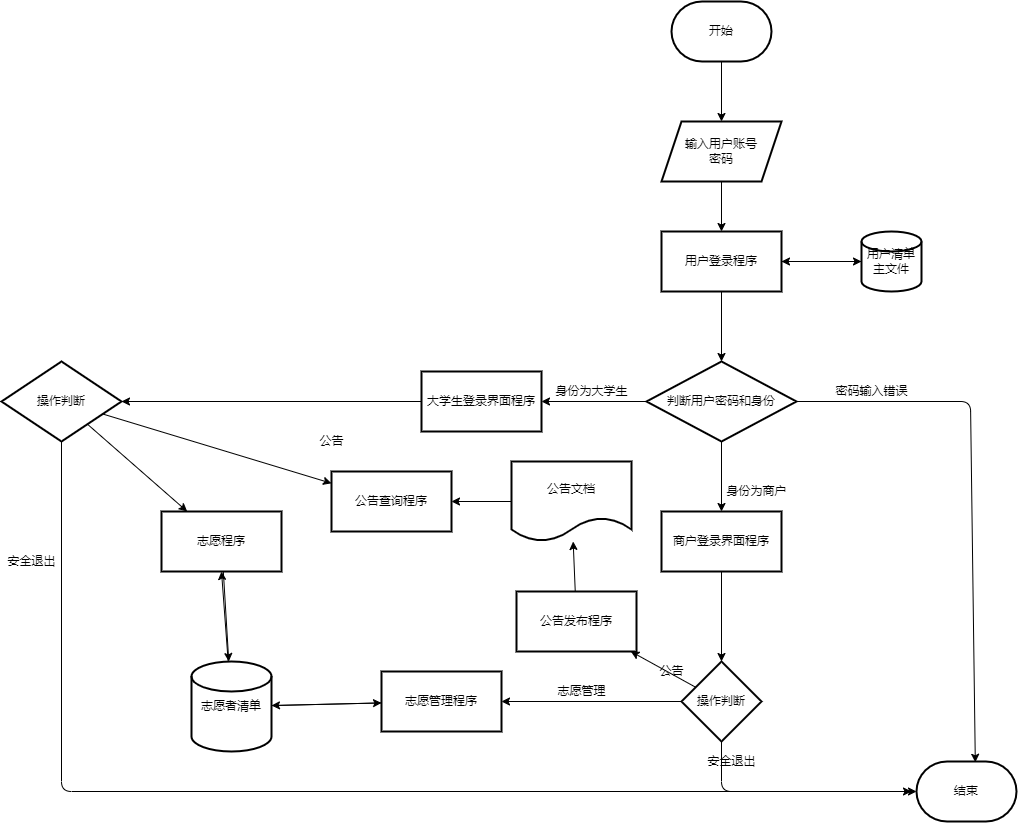 开始
输入用户账号
密码
用户登录程序
用户清单
主文件
操作判断
大学生登录界面程序
身份为大学生
判断用户密码和身份
密码输入错误
公告
公告查询程序
公告文档
身份为商户
志愿程序
商户登录界面程序
安全退出
公告发布程序
公告
志愿者清单
志愿管理程序
志愿管理
操作判断
安全退出
结束